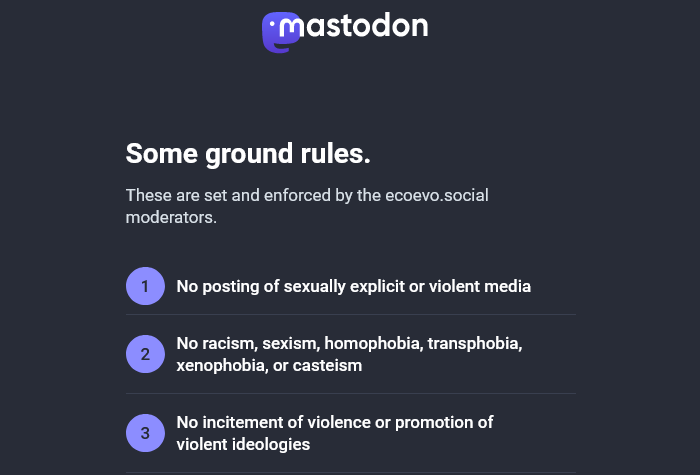 mastodon
Some ground rules.
These are set and enforced by the ecoevo.social
moderators.
1 No posting of sexually explicit or violent media
2 No racism, sexism, homophobia, transphobia,
xenophobia, or casteism
3 No incitement of violence or promotion of
violent ideologies